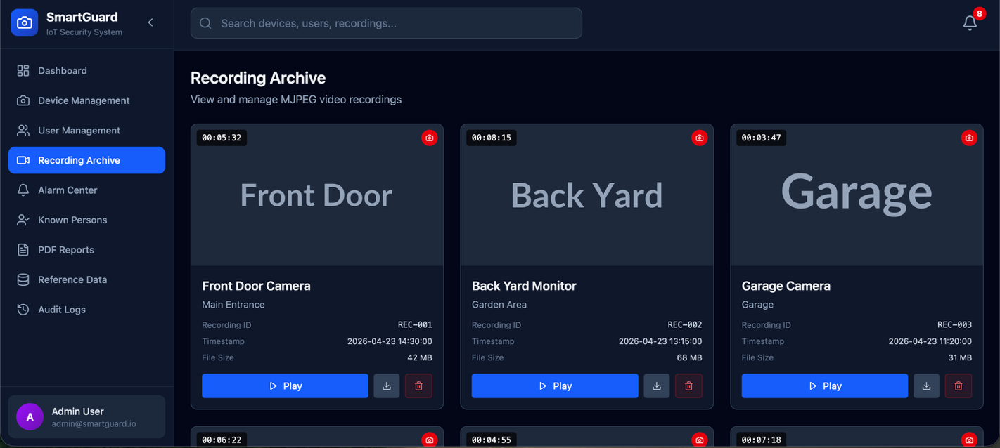 SmartGuard
IoT Security System
Search devices, users, recordings...
8
Dashboard
Device Management
User Management
Recording Archive
Alarm Center
Known Persons
PDF Reports
Reference Data
Audit Logs
A
Admin User
admin@smartguard.io
Recording Archive
View and manage MJPEG video recordings
00:05:32
Front Door
Front Door Camera
Main Entrance
Recording ID REC-001
Timestamp 2026-04-23 14:30:00
File Size 42 MB
Play
00:08:15
Back Yard
Back Yard Monitor
Garden Area
Recording ID REC-002
Timestamp 2026-04-23 13:15:00
File Size 68 MB
Play
00:03:47
Garage
Garage Camera
Garage
Recording ID REC-003
Timestamp 2026-04-23 11:20:00
File Size 31 MB
Play
00:06:22
00:04:55
00:07:18